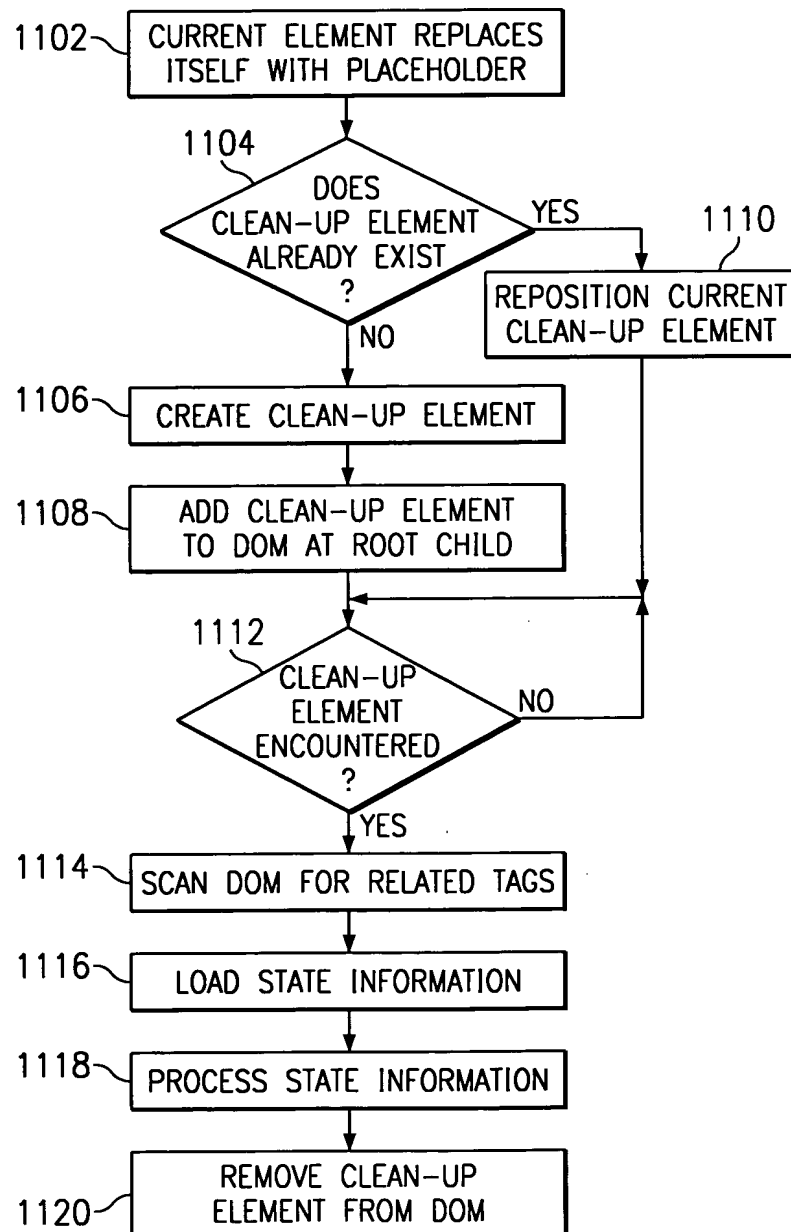 1102
CURRENT ELEMENT REPLACES
ITSELF WITH PLACEHOLDER
1104
DOES
CLEAN-UP ELEMENT
ALREADY EXIST
?
YES
NO
1110
REPOSITION CURRENT
CLEAN-UP ELEMENT
1106
CREATE CLEAN-UP ELEMENT
1108
ADD CLEAN-UP ELEMENT
TO DOM AT ROOT CHILD
1112
CLEAN-UP
ELEMENT
ENCOUNTERED
?
NO
YES
1114
SCAN DOM FOR RELATED TAGS
1116
LOAD STATE INFORMATION
1118
PROCESS STATE INFORMATION
1120
REMOVE CLEAN-UP
ELEMENT FROM DOM